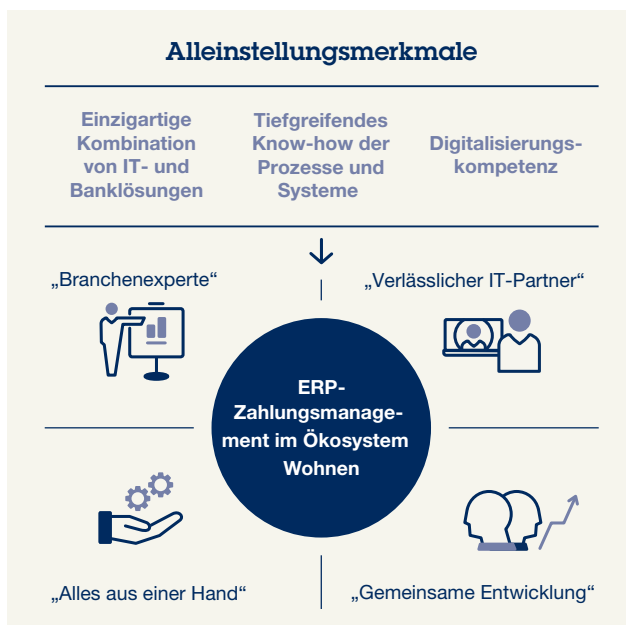 Alleinstellungsmerkmale
Einzigartige
Kombination
von IT- und
Banklösungen
Tiefgreifendes
Know-how der
Prozesse und
Systeme
Digitalisierungs-
kompetenz
„Branchenexperte“
„Verlässlicher IT-Partner“
ERP-
Zahlungsmanage-
ment im Ökosystem
Wohnen
„Alles aus einer Hand“
„Gemeinsame Entwicklung“